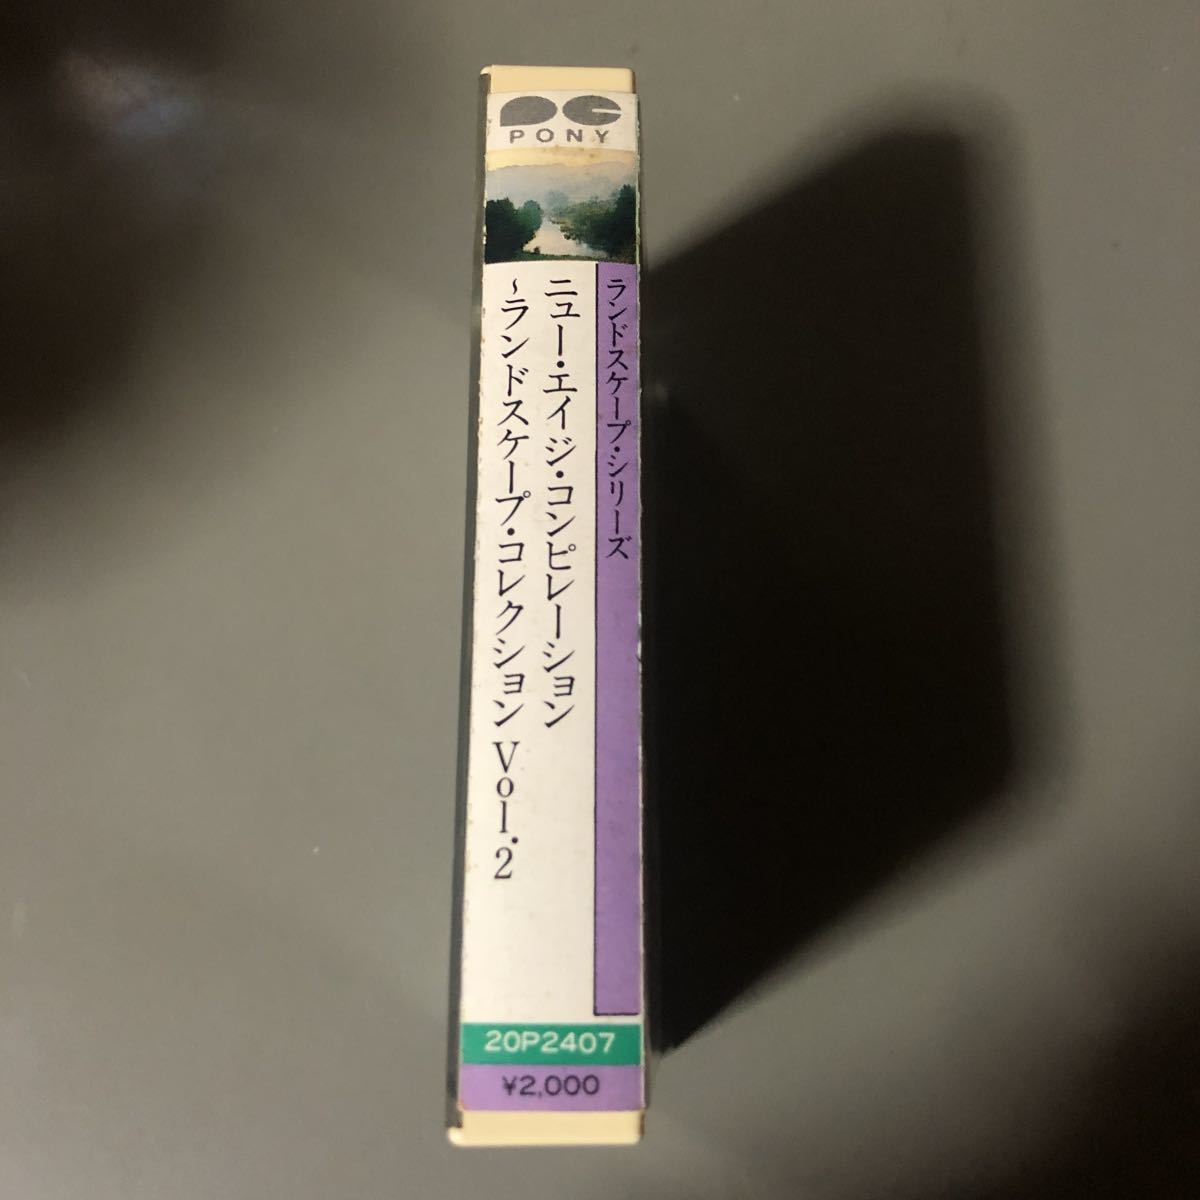 PC
PONY
ランドスケープ・シリーズ
ニュー・エイジ・コンピレーション
~ランドスケープ・コレクション Vol.2
20P2407
¥2,000